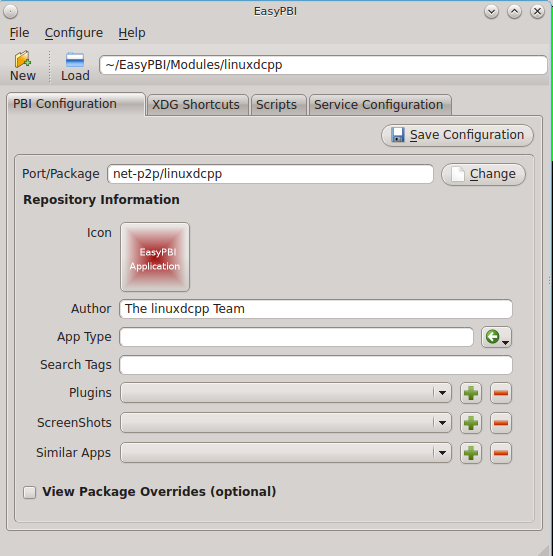 EasyPBI
File Configure Help
New Load ~/EasyPBI/Modules/linuxdcpp
PBI Configuration XDG Shortcuts Scripts Service Configuration
Save Configuration
Port/Package net-p2p/linuxdcpp Change
Repository Information
Icon
EasyPBI
Application
Author The linuxdcpp Team
App Type
Search Tags
Plugins
ScreenShots
Similar Apps
View Package Overrides (optional)